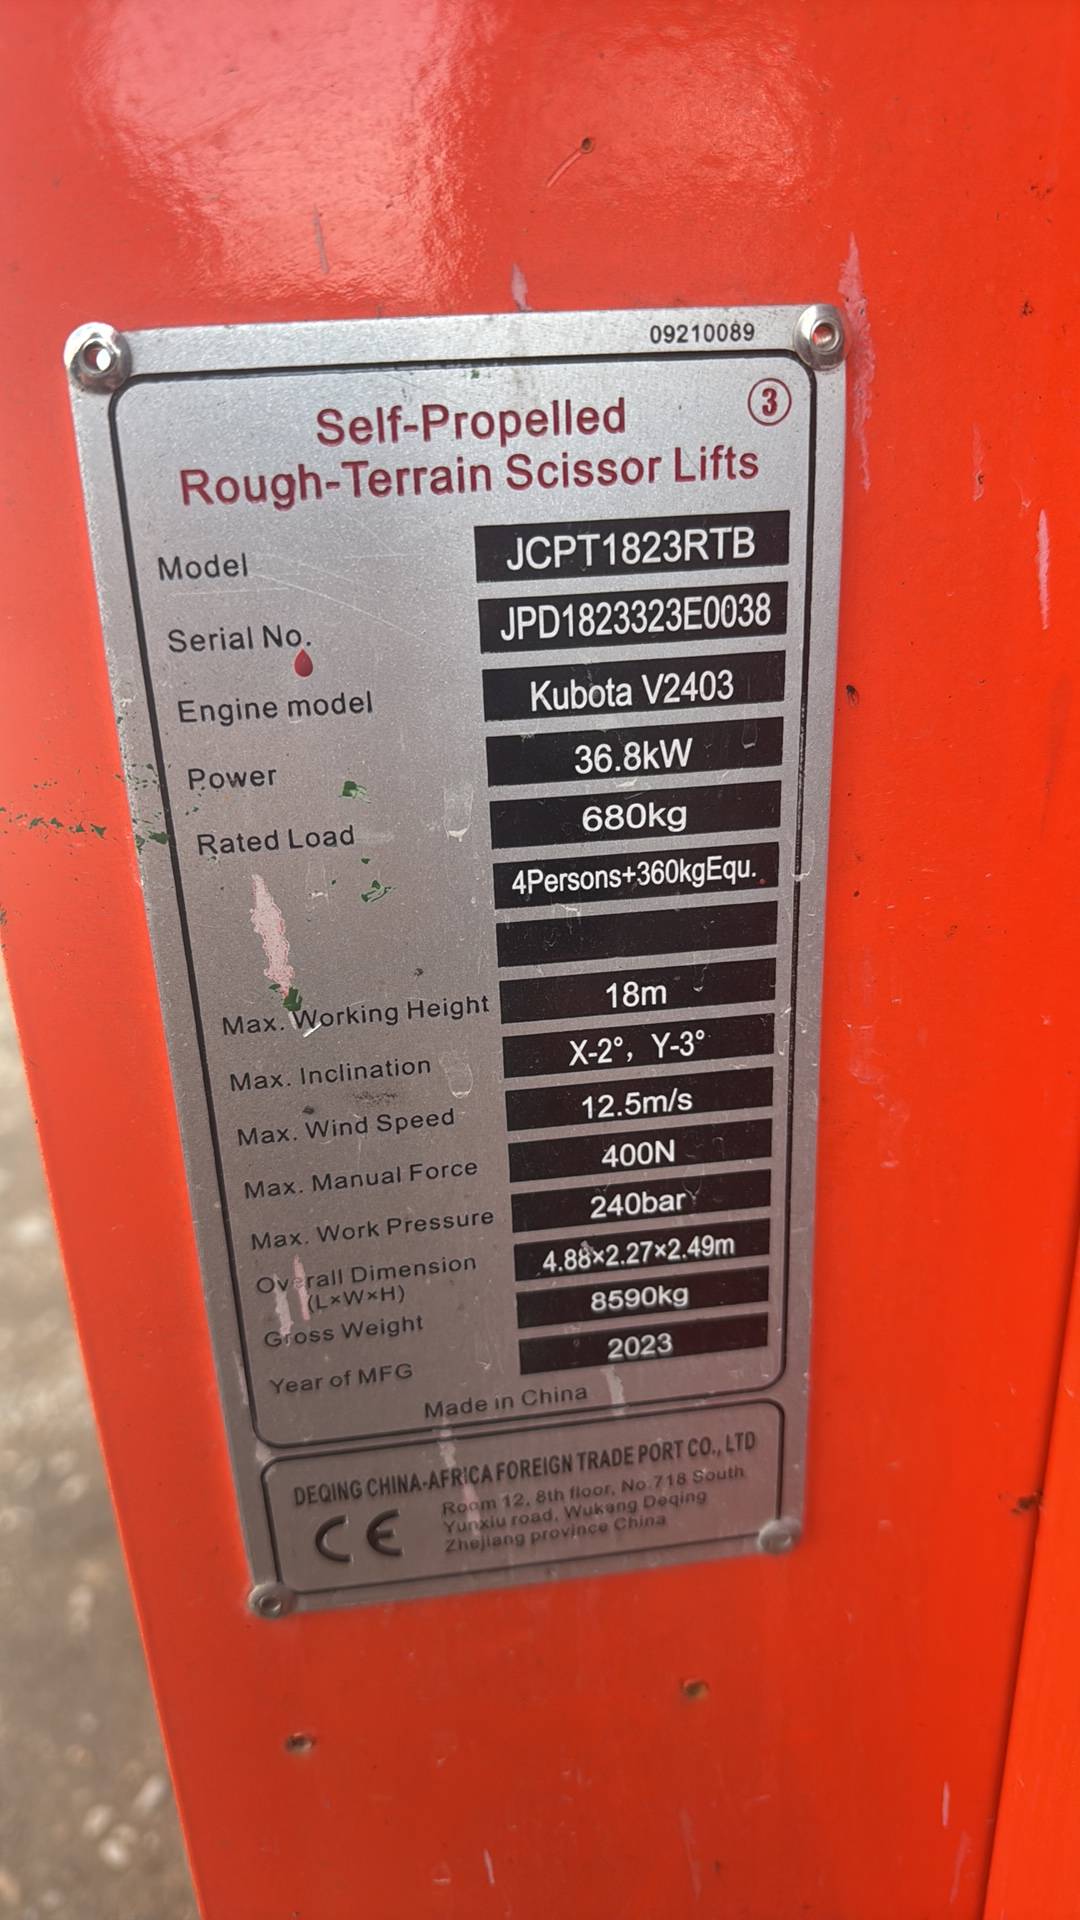 09210089
3
Self-Propelled
Rough-Terrain Scissor Lifts
Model JCPT1823RTB
Serial No. JPD1823323E0038
Engine model Kubota V2403
Power 36.8kW
Rated Load 680kg
4Persons+360kgEqu.
Max. Working Height 18m
Max. Inclination X-2°, Y-3°
Max. Wind Speed 12.5m/s
Max. Manual Force 400N
Max. Work Pressure 240bar
Overall Dimension 4.88×2.27×2.49m
(L×W×H)
Gross Weight 8590kg
Year of MFG 2023
Made in China
DEQING CHINA-AFRICA FOREIGN TRADE PORT CO., LTD
CE
Room 12, 8th floor, No.718 South
Yunxiu road, Wukang Deqing
Zhejiang province China